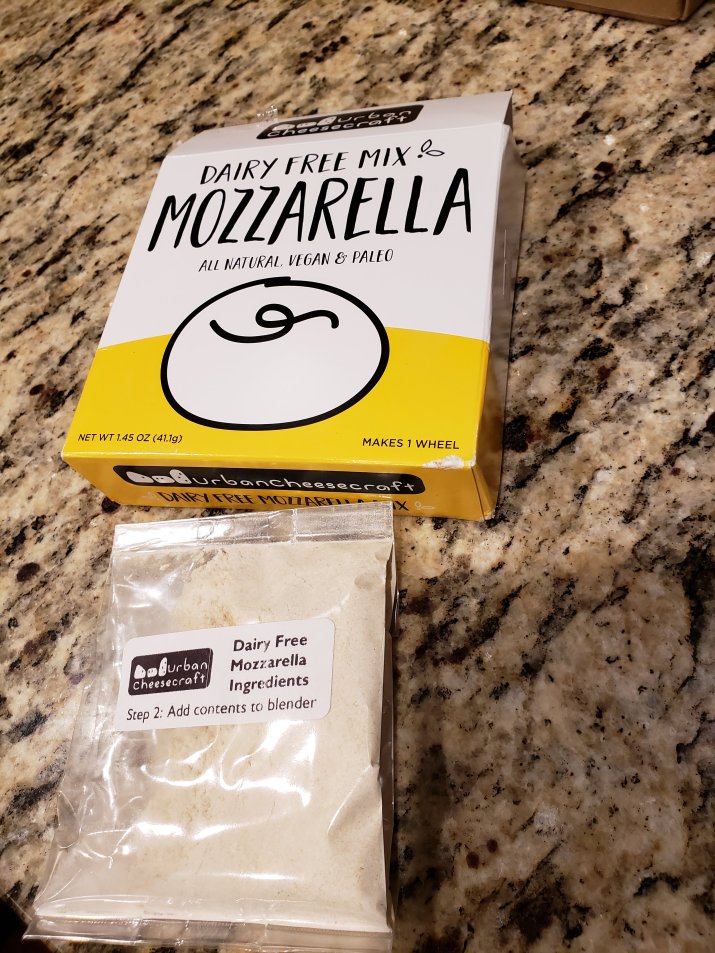 urban
cheesecraft
DAIRY FREE MIX
MOZZARELLA
ALL NATURAL, VEGAN & PALEO
NET WT 1.45 OZ (41.1g)
MAKES 1 WHEEL
urbancheesecraft
DAIRY FREE MOZZARELLA MIX
urban
cheesecraft
Dairy Free
Mozzarella
Ingredients
Step 2: Add contents to blender